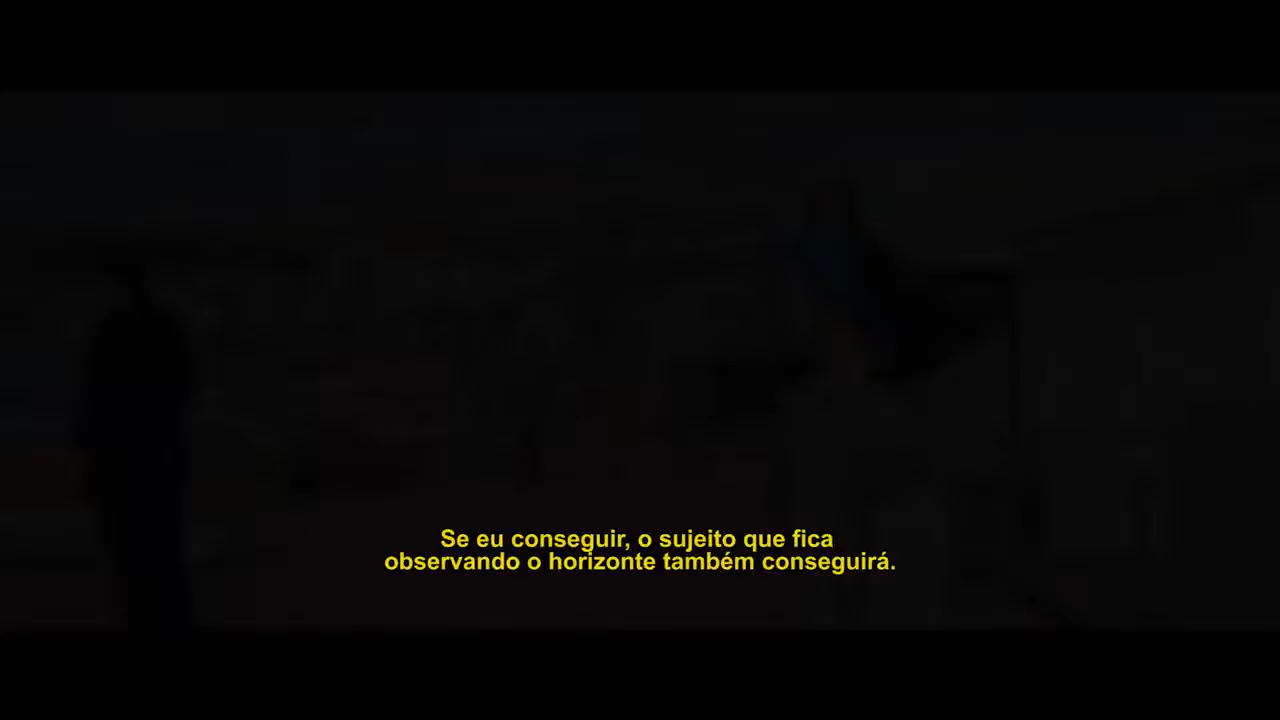 Se eu conseguir, o sujeito que fica
observando o horizonte também conseguirá.